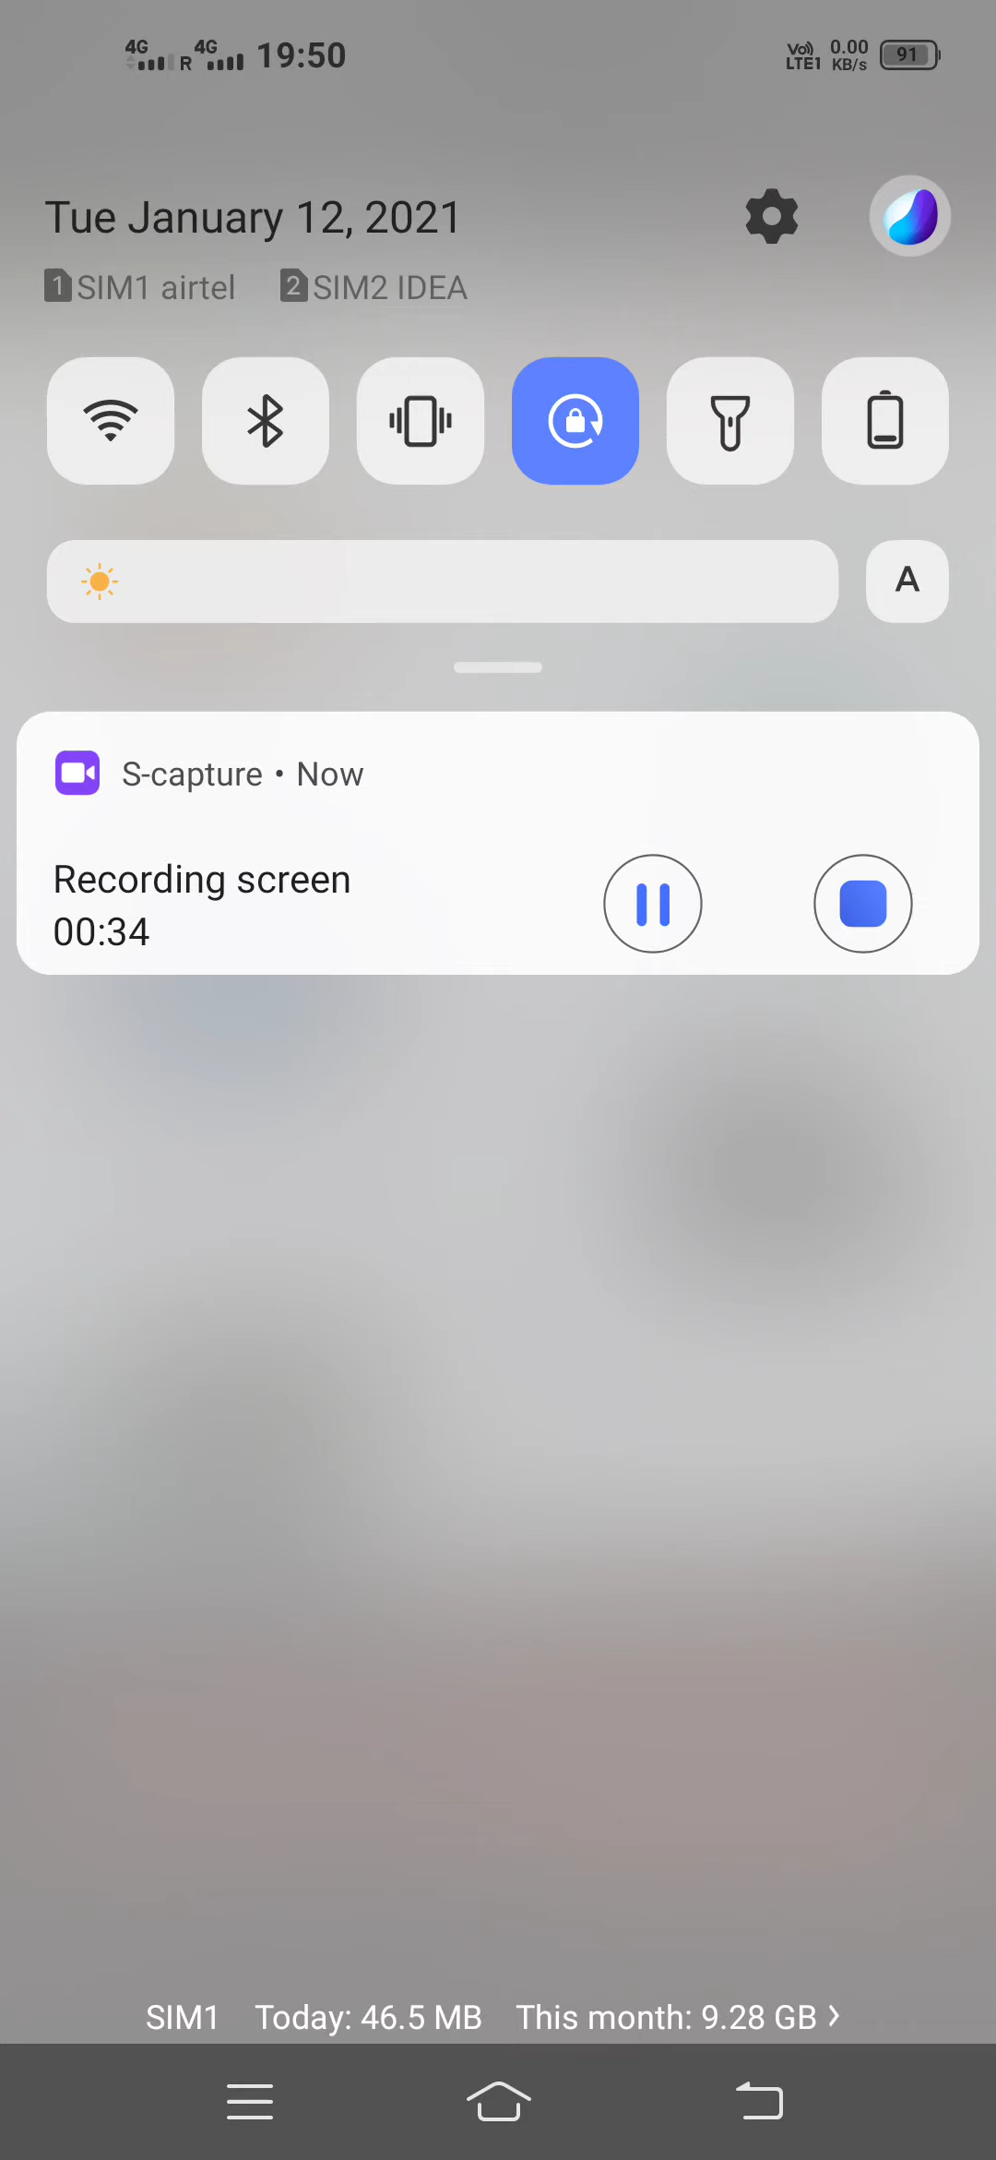 4G R 4G 19:50 Vo)) LTE1 0.00 KB/s 91
Tue January 12, 2021
1 SIM1 airtel 2 SIM2 IDEA
A
S-capture • Now
Recording screen
00:34
SIM1 Today: 46.5 MB This month: 9.28 GB >